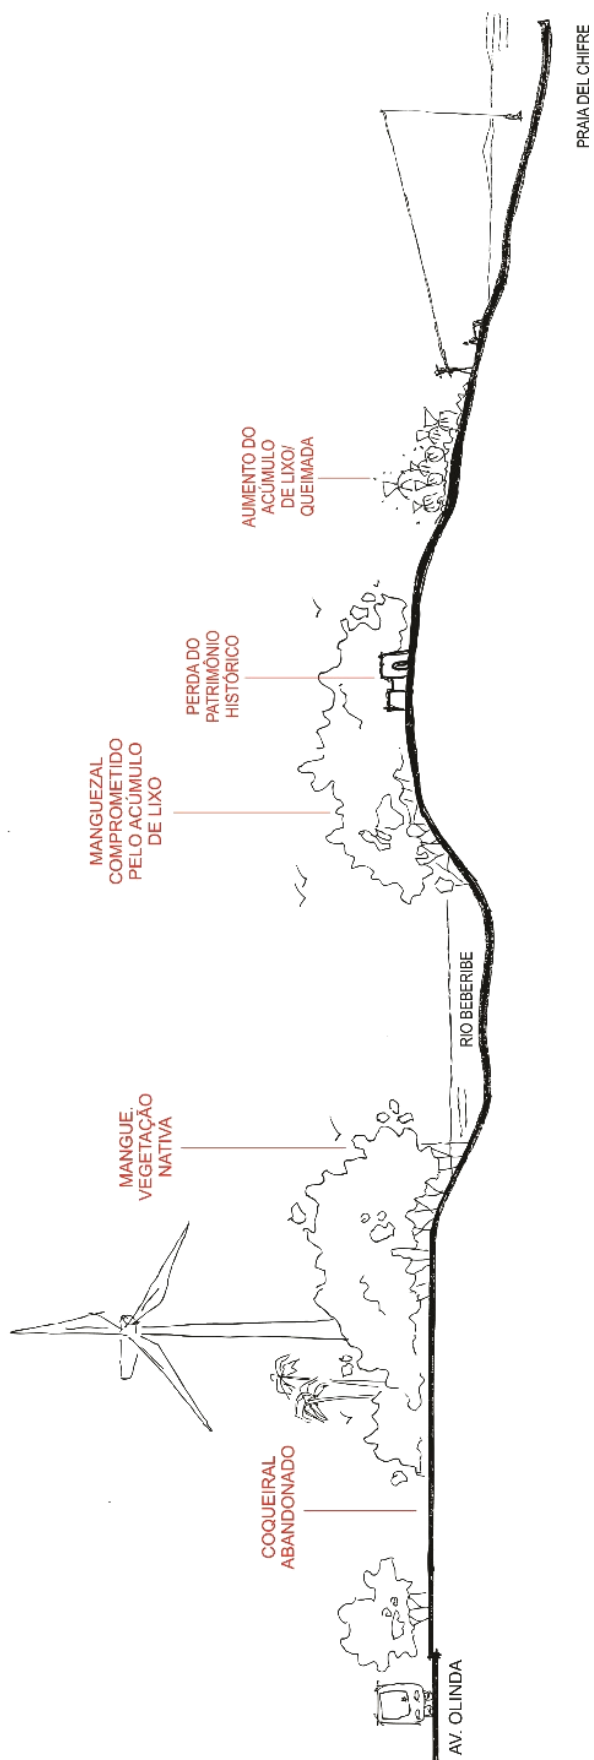 AV. OLINDA
COQUEIRAL
ABANDONADO
MANGUE.
VEGETAÇÃO
NATIVA
RIO BEBERIBE
MANGUEZAL
COMPROMETIDO
PELO ACÚMULO
DE LIXO
PERDA DO
PATRIMÔNIO
HISTÓRICO
AUMENTO DO
ACÚMULO
DE LIXO/
QUEIMADA
PRAIA DEL CHIFRE